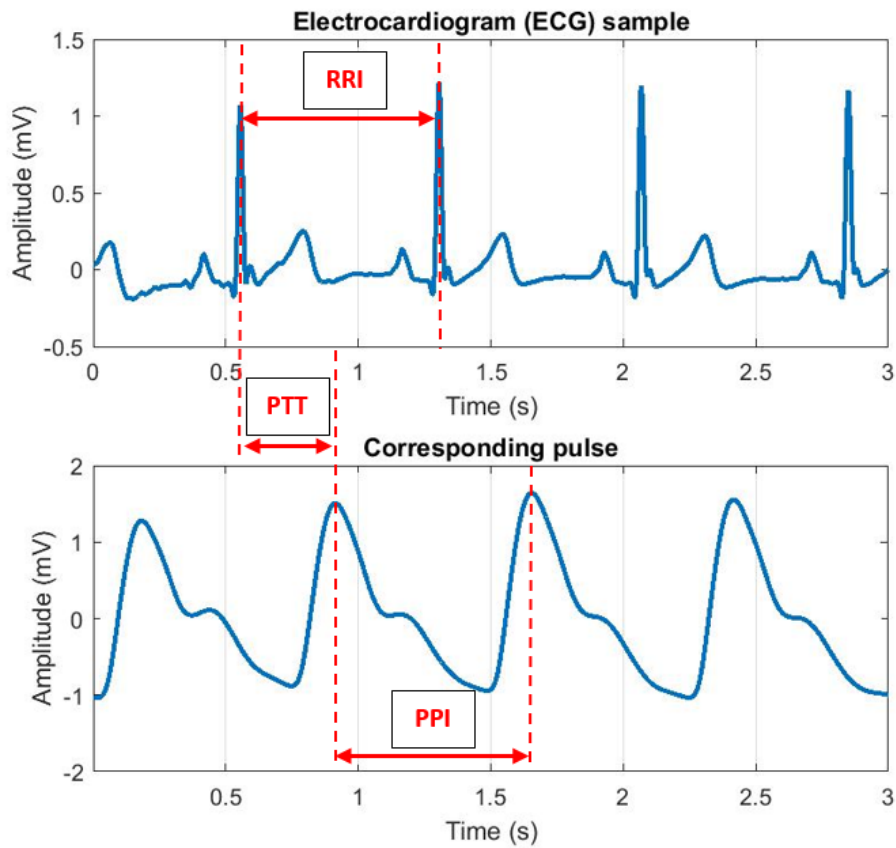 Electrocardiogram (ECG) sample
1.5
RRI
1
0.5
0
-0.5
Amplitude (mV)
0 0.5 1 1.5 2 2.5 3
Time (s)
PTT
Corresponding pulse
2
1
0
-1
-2
Amplitude (mV)
PPI
0.5 1 1.5 2 2.5 3
Time (s)